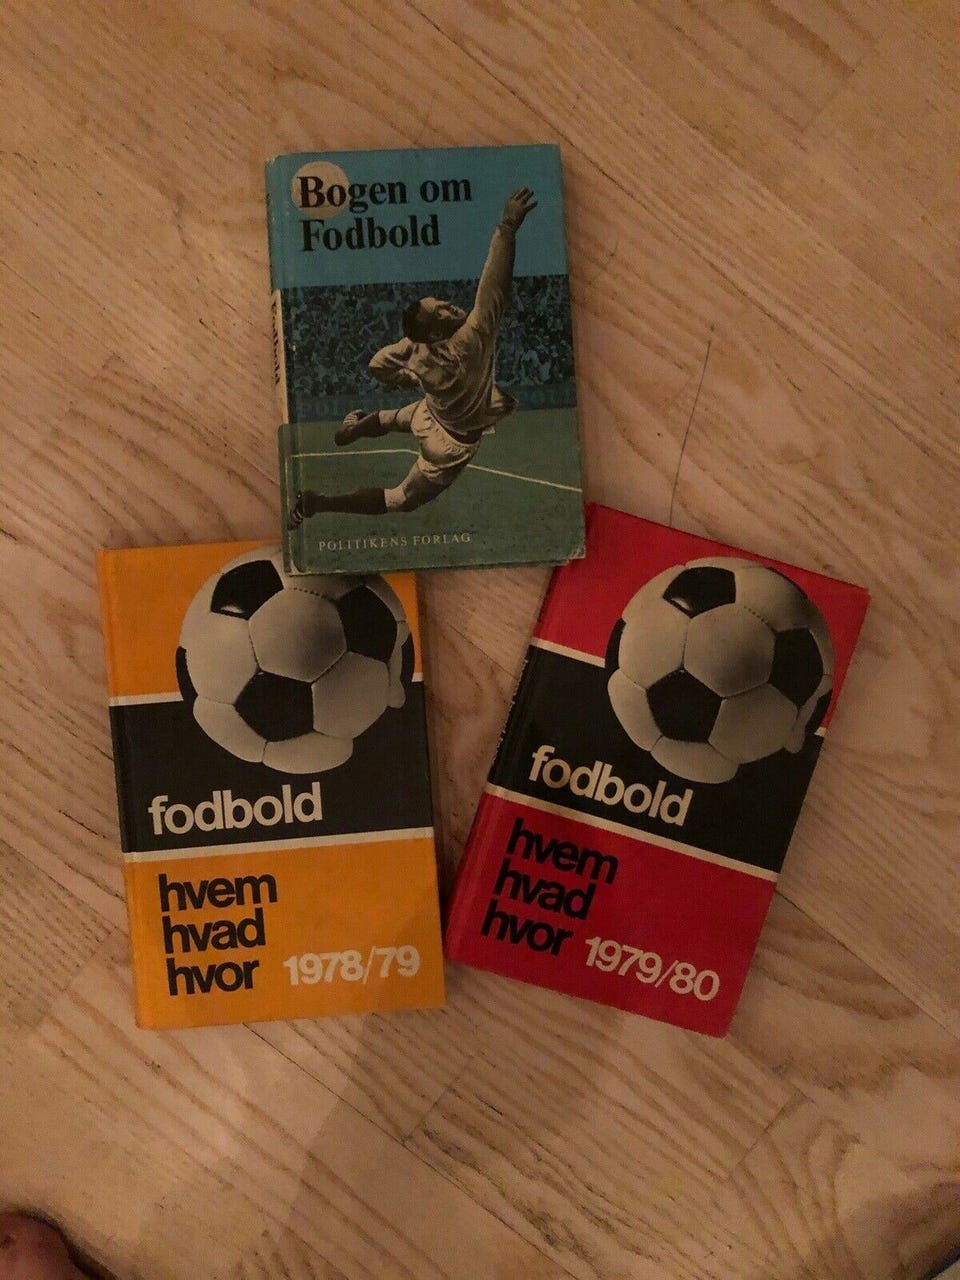 Bogen om
Fodbold
POLITIKENS FORLAG
fodbold
hvem
hvad
hvor 1978/79
fodbold
hvem
hvad
hvor 1979/80